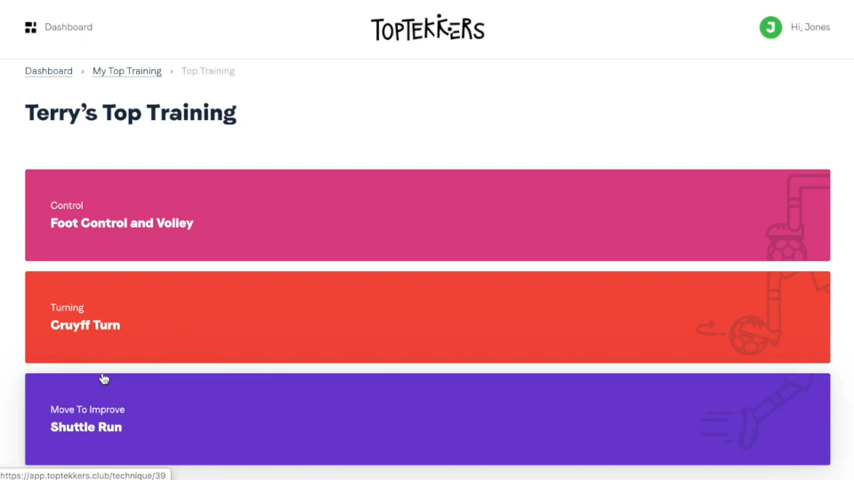 Dashboard
TOPTEKKERS
J
Hi, Jones
Dashboard › My Top Training › Top Training
Terry's Top Training
Control
Foot Control and Volley
Turning
Cruyff Turn
Move To Improve
Shuttle Run
https://app.toptekkers.club/technique/39